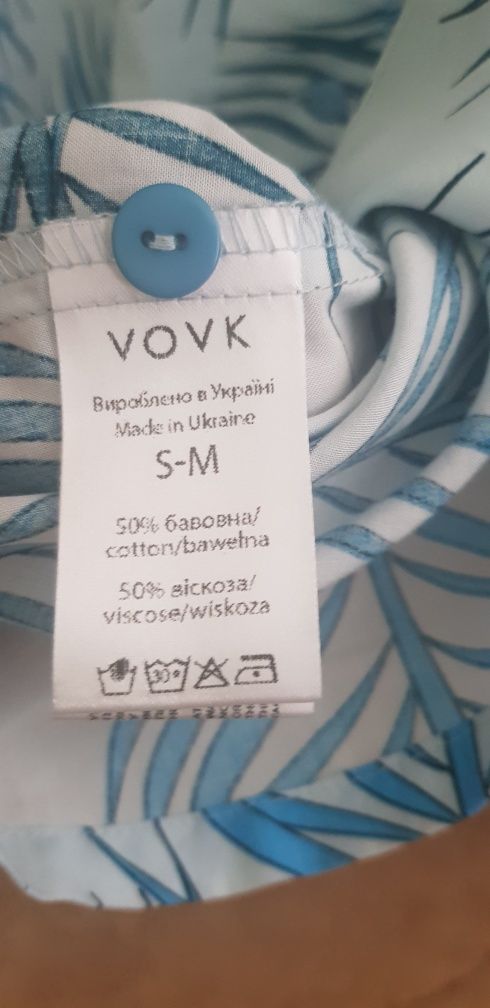 VOVK
Вироблено в Україні
Made in Ukraine
S-M
50% бавовна/
cotton/bawełna
50% віскоза/
viscose/wiskoza
30°